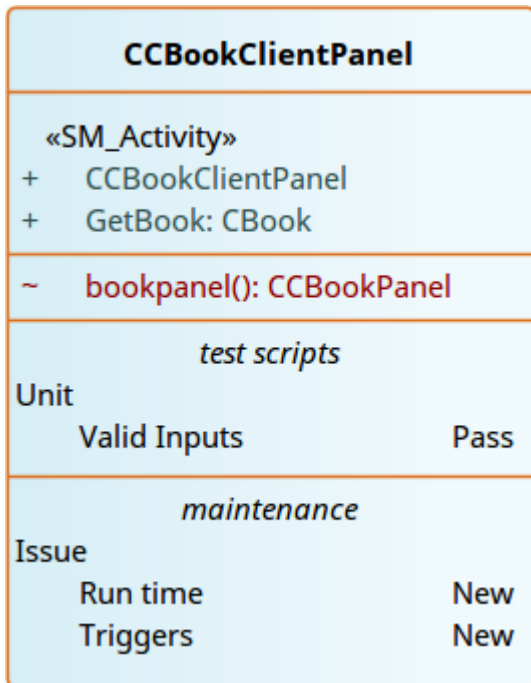 CCBookClientPanel
«SM_Activity»
+ CCBookClientPanel
+ GetBook: CBook
~ bookpanel(): CCBookPanel
test scripts
Unit
Valid Inputs Pass
maintenance
Issue
Run time New
Triggers New